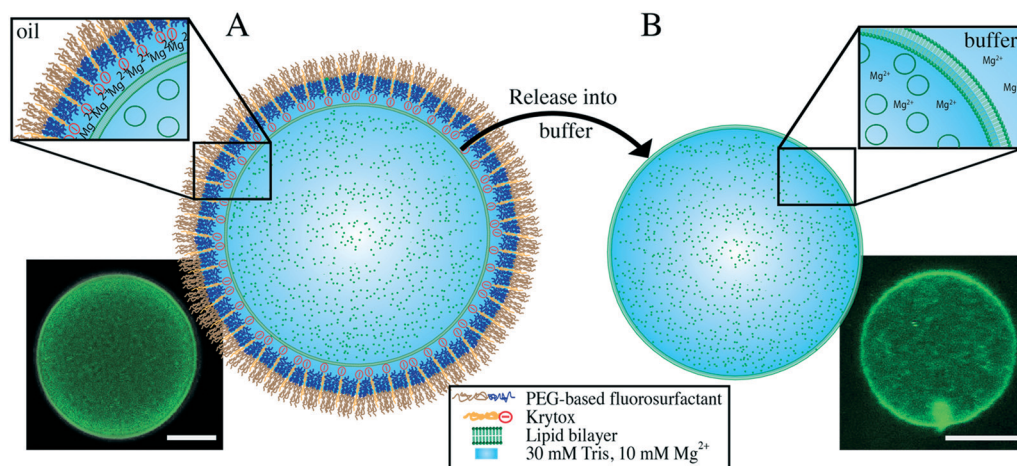 A
B
oil
Mg 2+ Mg 2+ Mg 2+ Mg 2+ Mg 2+ Mg 2+
Release into
buffer
buffer
Mg²⁺
Mg²⁺
Mg²⁺
Mg²⁺
PEG-based fluorosurfactant
Krytox
Lipid bilayer
30 mM Tris, 10 mM Mg²⁺